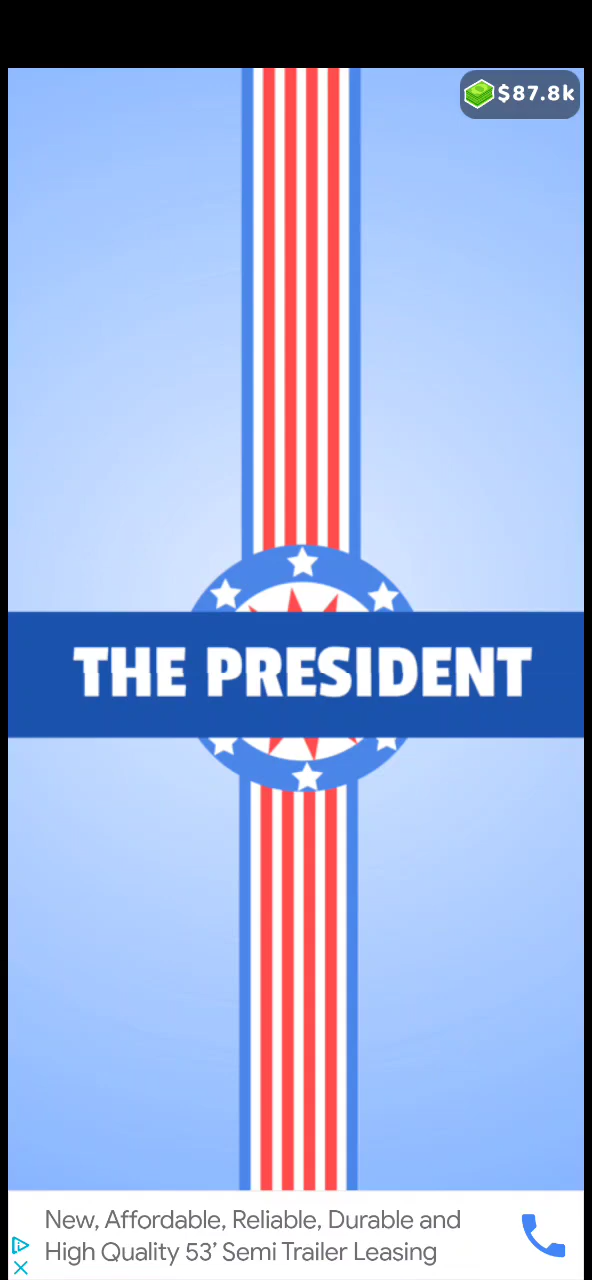 $87.8k
THE PRESIDENT
New, Affordable, Reliable, Durable and
High Quality 53' Semi Trailer Leasing